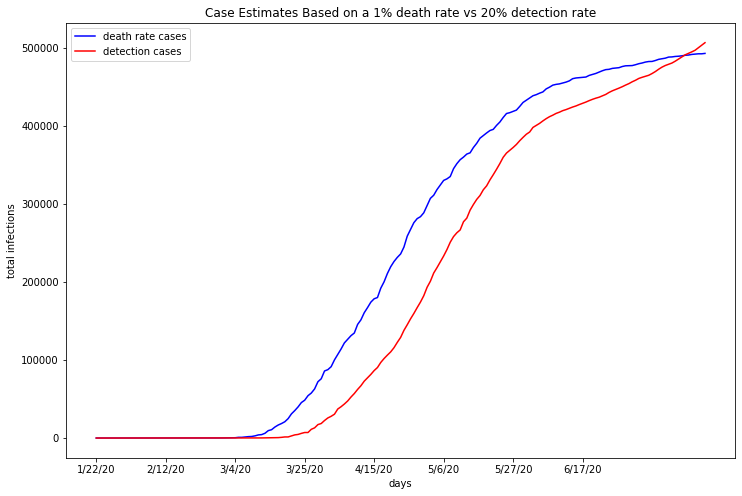 Case Estimates Based on a 1% death rate vs 20% detection rate
death rate cases
detection cases
total infections
500000
400000
300000
200000
100000
0
1/22/20 2/12/20 3/4/20 3/25/20 4/15/20 5/6/20 5/27/20 6/17/20
days